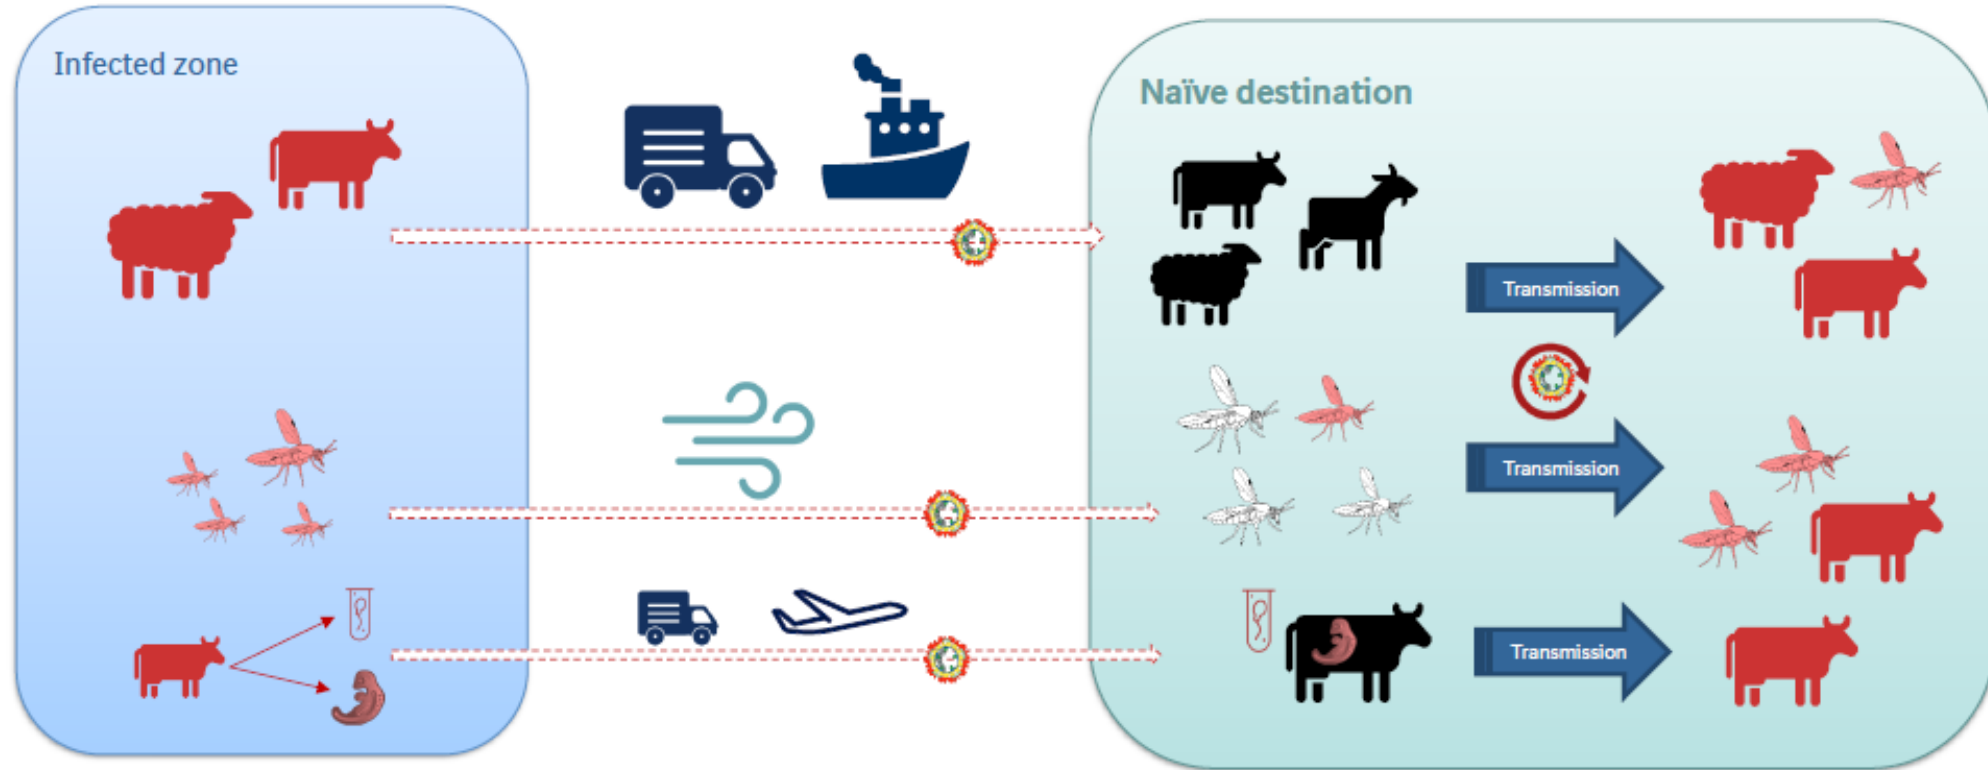 Infected zone
Naïve destination
Transmission
Transmission
Transmission